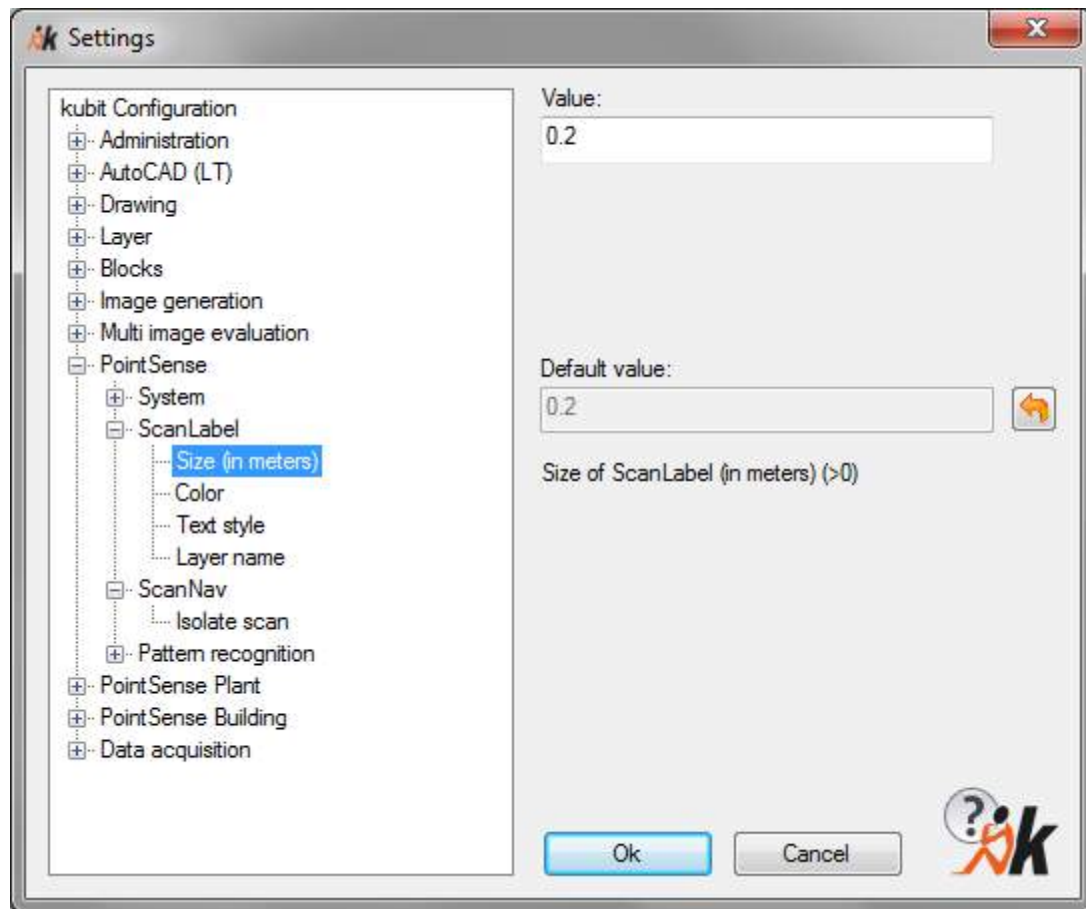 k Settings
kubit Configuration
Administration
AutoCAD (LT)
Drawing
Layer
Blocks
Image generation
Multi image evaluation
PointSense
System
ScanLabel
Size (in meters)
Color
Text style
Layer name
ScanNav
Isolate scan
Pattern recognition
PointSense Plant
PointSense Building
Data acquisition
Value:
0.2
Default value:
0.2
Size of ScanLabel (in meters) (>0)
Ok Cancel
? k